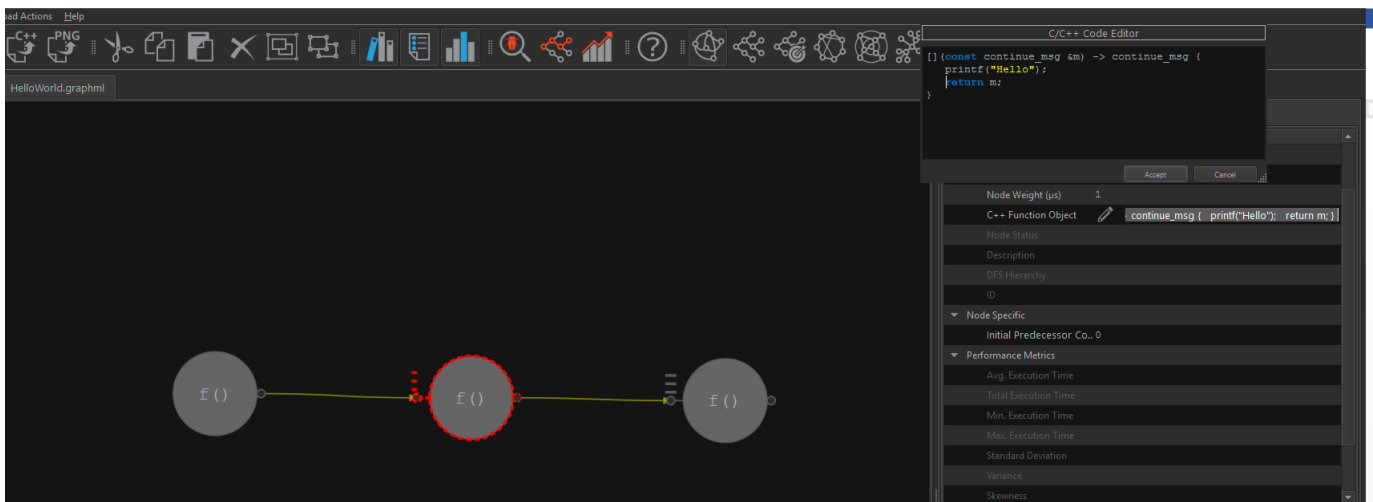 oad Actions Help
C++
PNG
HelloWorld.graphml
C/C++ Code Editor
[](const continue_msg &m) -> continue_msg {
printf("Hello");
return m;
}
Accept Cancel
Node Weight (µs) 1
C++ Function Object continue_msg { printf("Hello"); return m; }
Node Status
Description
DFS Hierarchy
ID
Node Specific
Initial Predecessor Co.. 0
Performance Metrics
Avg. Execution Time
Total Execution Time
Min. Execution Time
Max. Execution Time
Standard Deviation
Variance
Skewness
f() f() f()